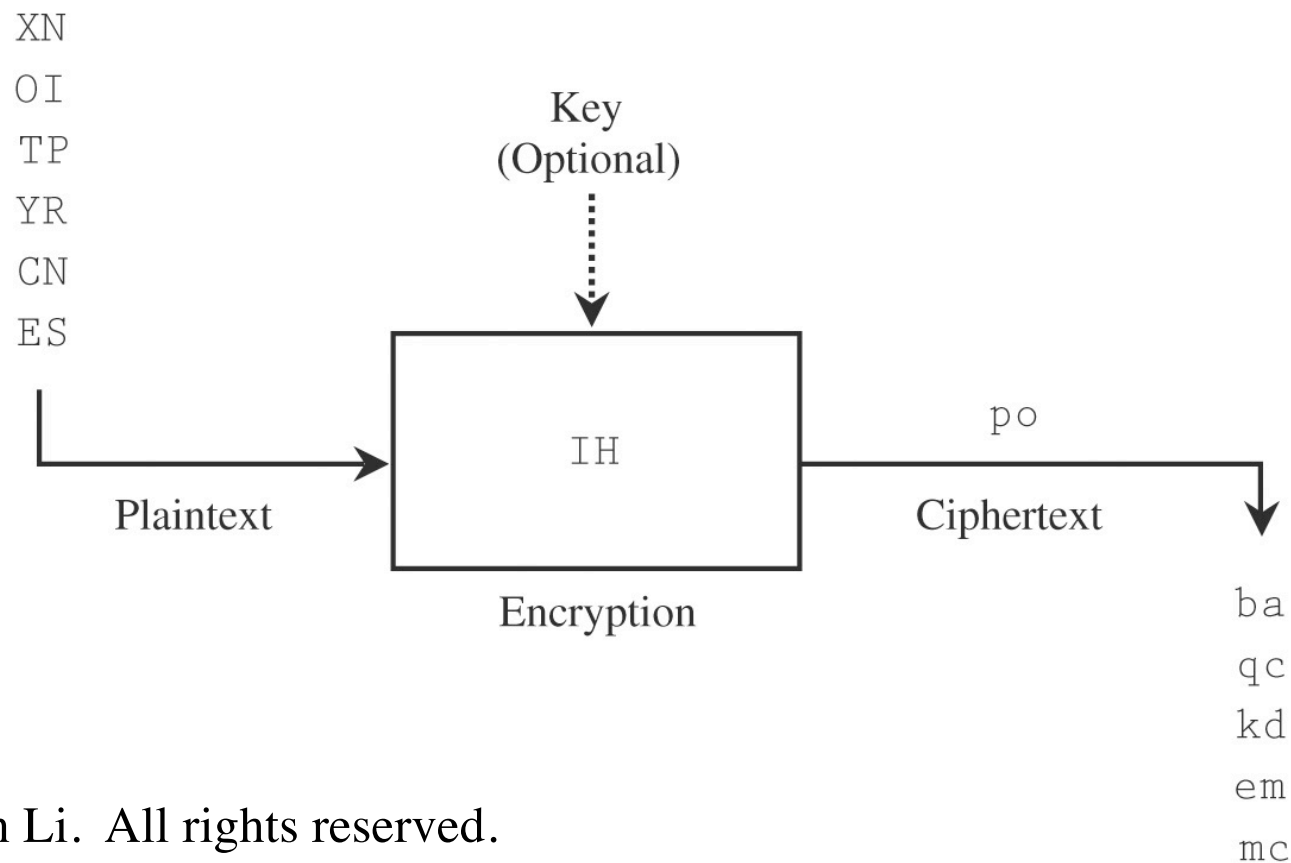 XN
OI
TP
YR
CN
ES
Key
(Optional)
IH
po
Plaintext
Ciphertext
Encryption
ba
qc
kd
em
mc
n Li. All rights reserved.